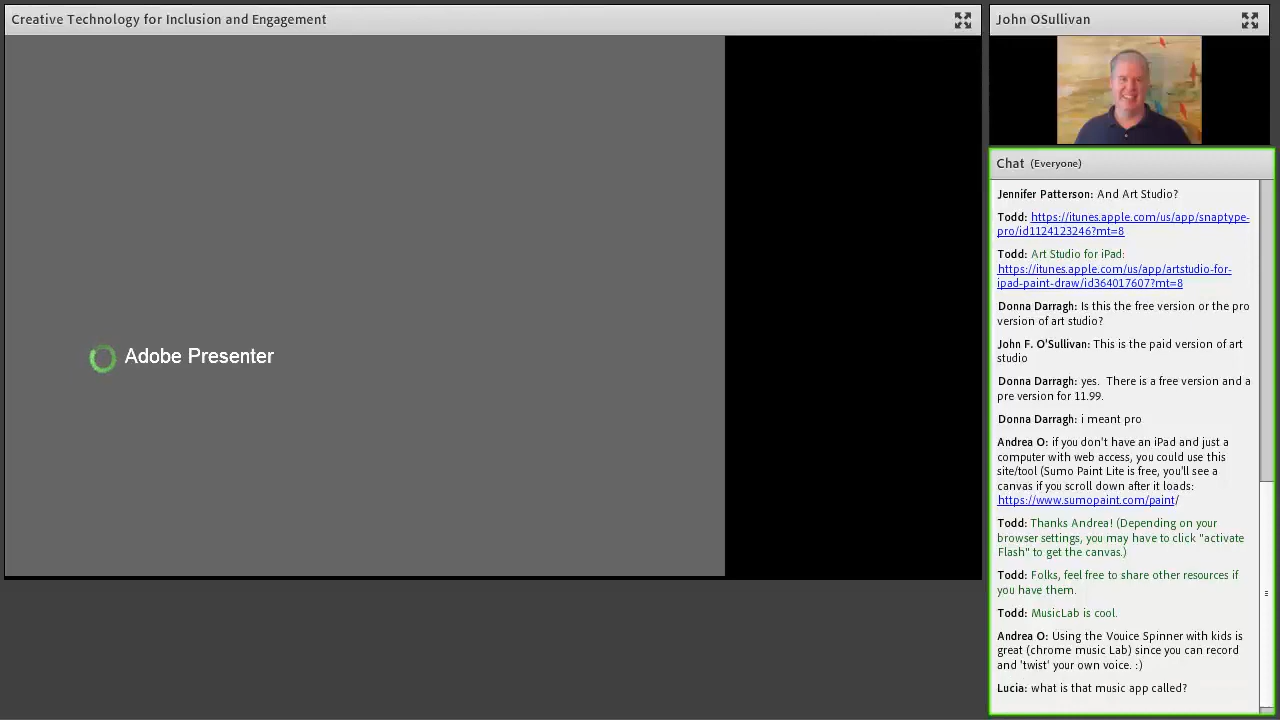 Creative Technology for Inclusion and Engagement
Adobe Presenter
John OSullivan
Chat (Everyone)
Jennifer Patterson: And Art Studio?
Todd: https://itunes.apple.com/us/app/snaptype-
pro/id1124123246?mt=8
Todd: Art Studio for iPad:
https://itunes.apple.com/us/app/artstudio-for-
ipad-paint-draw/id364017607?mt=8
Donna Darragh: Is this the free version or the pro
version of art studio?
John F. O'Sullivan: This is the paid version of art
studio
Donna Darragh: yes.  There is a free version and a
pre version for 11.99.
Donna Darragh: i meant pro
Andrea O: if you don't have an iPad and just a
computer with web access, you could use this
site/tool (Sumo Paint Lite is free, you'll see a
canvas if you scroll down after it loads:
https://www.sumopaint.com/paint/
Todd: Thanks Andrea! (Depending on your
browser settings, you may have to click "activate
Flash" to get the canvas.)
Todd: Folks, feel free to share other resources if
you have them.
Todd: MusicLab is cool.
Andrea O: Using the Vouice Spinner with kids is
great (chrome music Lab) since you can record
and 'twist' your own voice. :)
Lucia: what is that music app called?